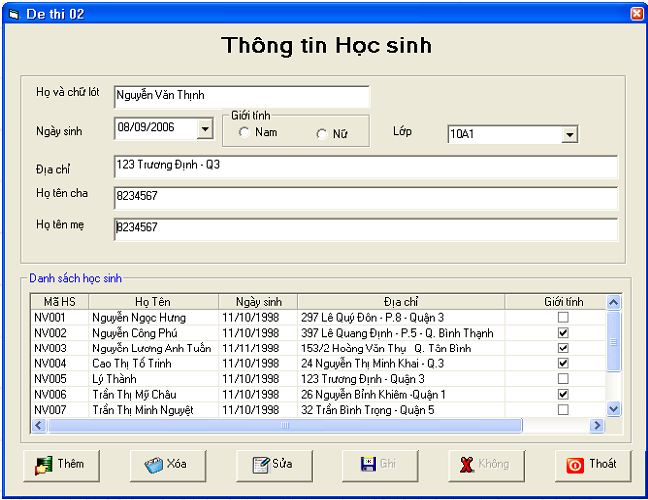 De thi 02
Thông tin Học sinh
Họ và chữ lót Nguyễn Văn Thịnh
Giới tính
Ngày sinh 08/09/2006 Nam Nữ Lớp 10A1
Địa chỉ 123 Trương Định - Q3
Họ tên cha 8234567
Họ tên mẹ 8234567
Danh sách học sinh
Mã HS Họ Tên Ngày sinh Địa chỉ Giới tính
NV001 Nguyễn Ngọc Hưng 11/10/1998 297 Lê Quý Đôn - P.8 - Quận 3
NV002 Nguyễn Công Phú 11/10/1998 397 Lê Quang Định - P.5 - Q. Bình Thạnh
NV003 Nguyễn Lương Anh Tuấn 11/11/1998 153/2 Hoàng Văn Thụ Q. Tân Bình
NV004 Cao Thị Tố Trinh 11/10/1998 24 Nguyễn Thị Minh Khai - Q.3
NV005 Lý Thành 11/10/1998 123 Trương Định - Quận 3
NV006 Trần Thị Mỹ Châu 11/10/1998 26 Nguyễn Bỉnh Khiêm -Quận 1
NV007 Trần Thị Minh Nguyệt 11/10/1998 32 Trần Bình Trọng - Quận 5
Thêm Xóa Sửa Ghi Không Thoát